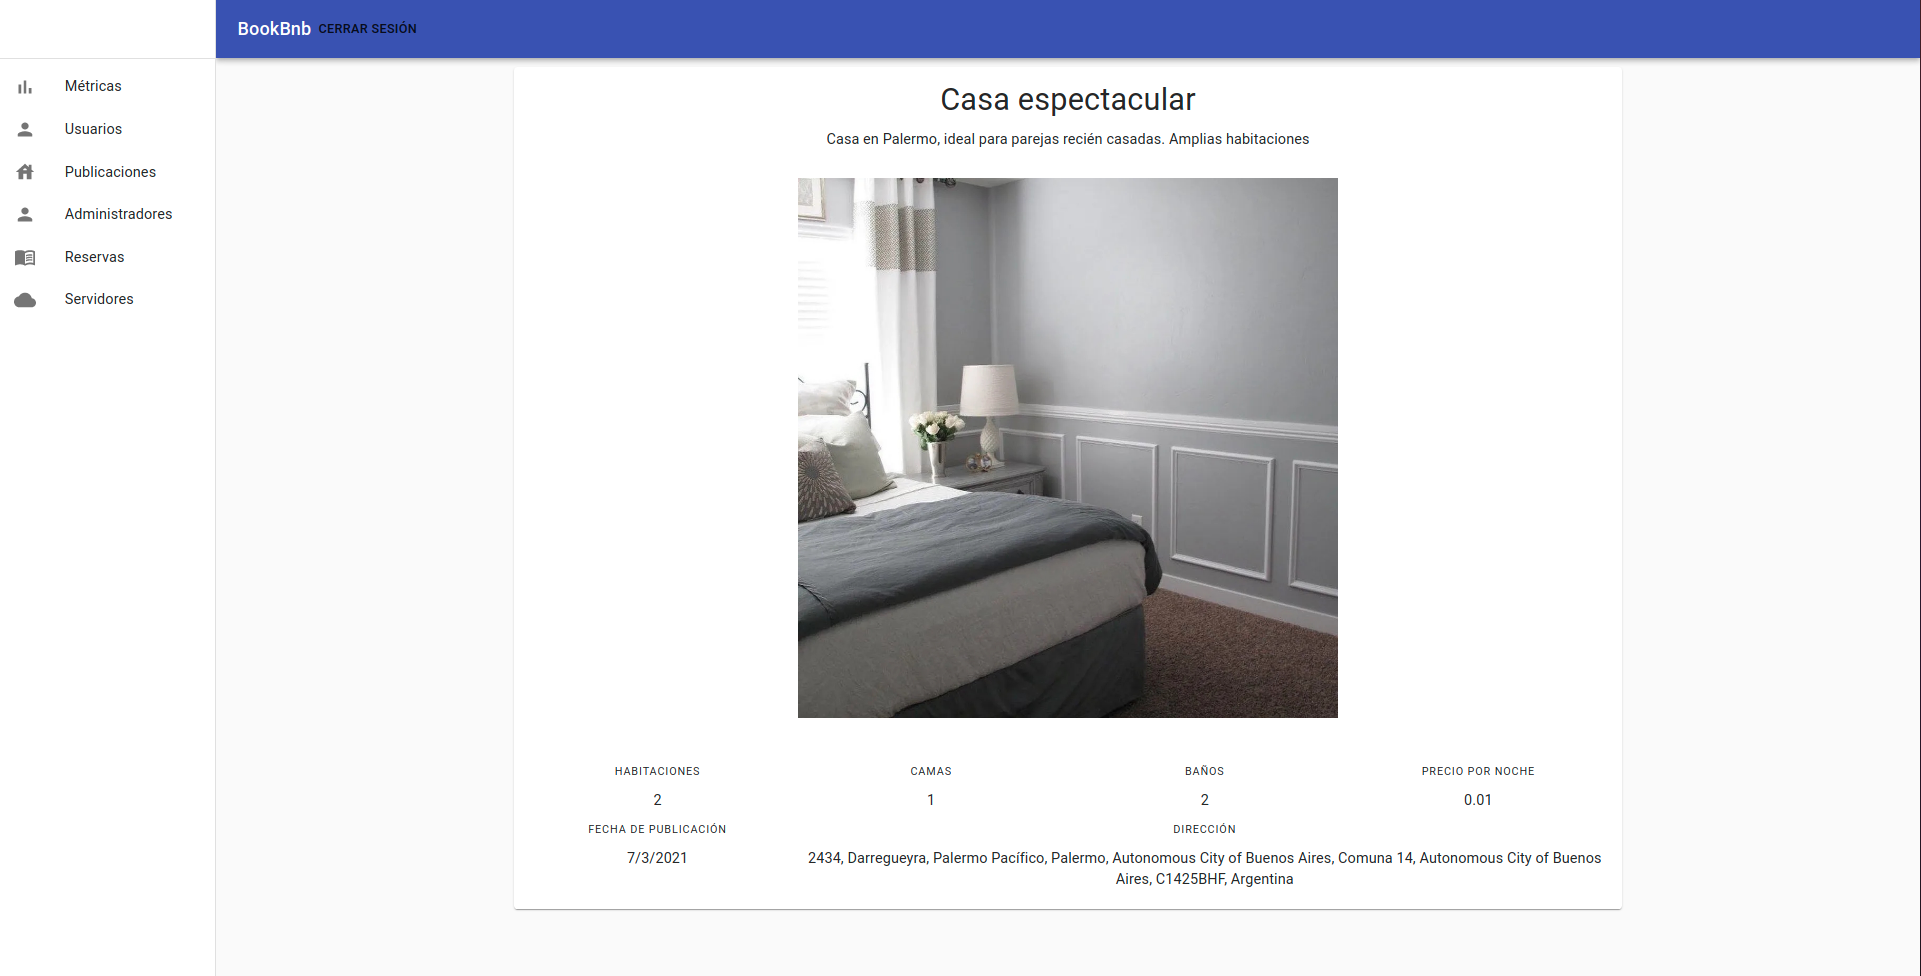 BookBnb CERRAR SESIÓN
Métricas
Usuarios
Publicaciones
Administradores
Reservas
Servidores
Casa espectacular
Casa en Palermo, ideal para parejas recién casadas. Amplias habitaciones
HABITACIONES
2
CAMAS
1
BAÑOS
2
PRECIO POR NOCHE
0.01
FECHA DE PUBLICACIÓN
7/3/2021
DIRECCIÓN
2434, Darregueyra, Palermo Pacífico, Palermo, Autonomous City of Buenos Aires, Comuna 14, Autonomous City of Buenos
Aires, C1425BHF, Argentina